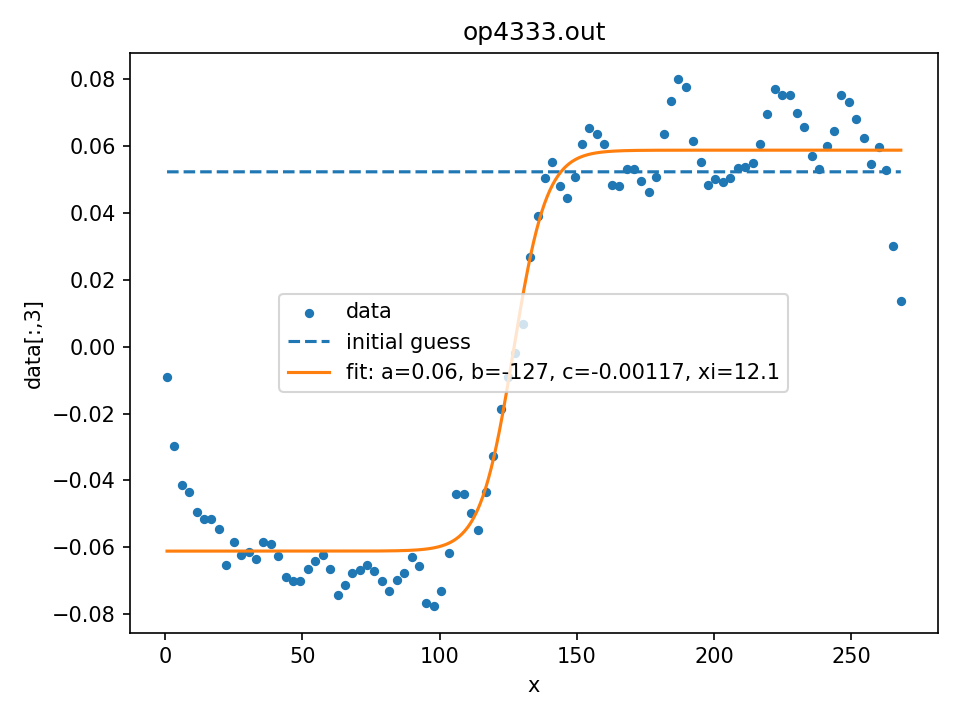 op4333.out
data[:,3]
0.08
0.06
0.04
0.02
0.00
−0.02
−0.04
−0.06
−0.08
data
initial guess
fit: a=0.06, b=-127, c=-0.00117, xi=12.1
0 50 100 150 200 250
x